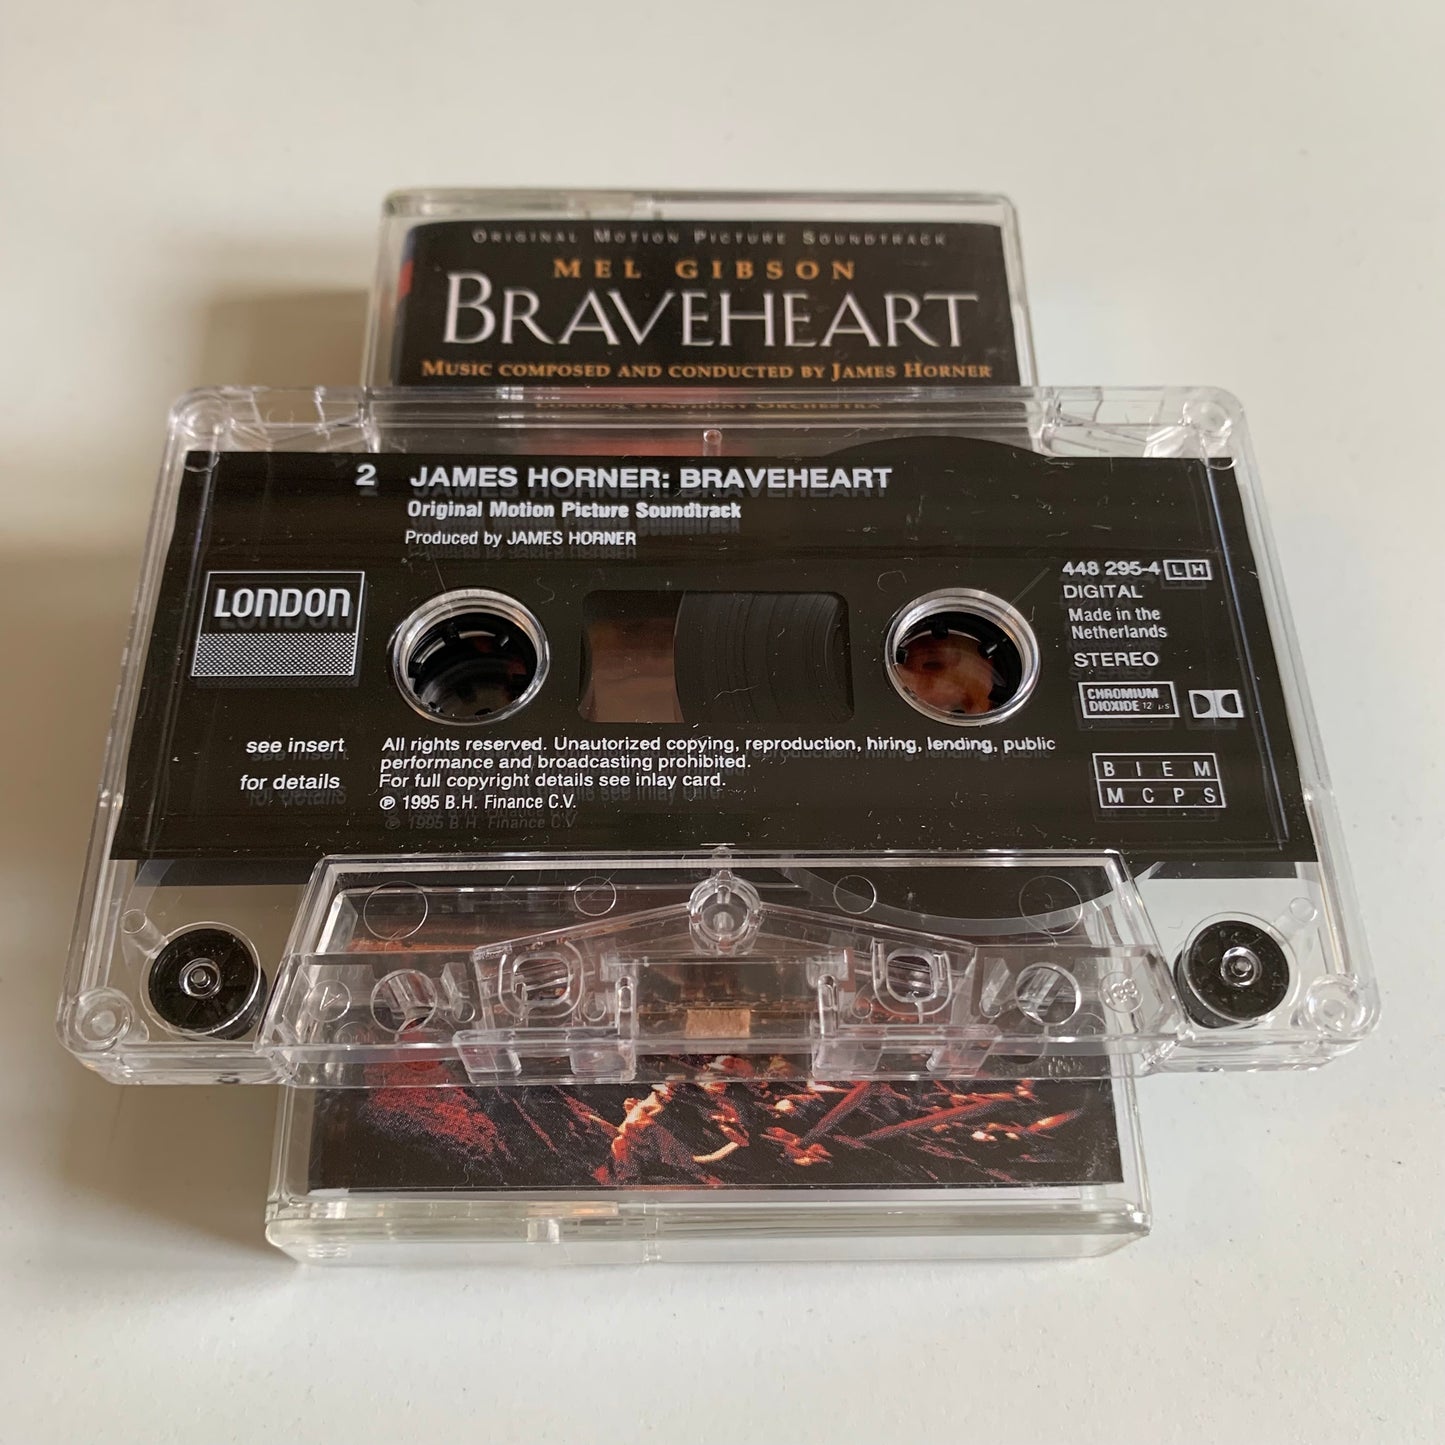 ORIGINAL MOTION PICTURE SOUNDTRACK
MEL GIBSON
BRAVEHEART
MUSIC COMPOSED AND CONDUCTED BY JAMES HORNER
LONDON SYMPHONY ORCHESTRA
2 JAMES HORNER: BRAVEHEART
Original Motion Picture Soundtrack
Produced by JAMES HORNER
LONDON
448 295-4 LH
DIGITAL
Made in the
Netherlands
STEREO
CHROMIUM
DIOXIDE 12 µs
see insert
for details
All rights reserved. Unautorized copying, reproduction, hiring, lending, public
performance and broadcasting prohibited.
For full copyright details see inlay card.
℗ 1995 B.H. Finance C.V.
BIEM
MCPS